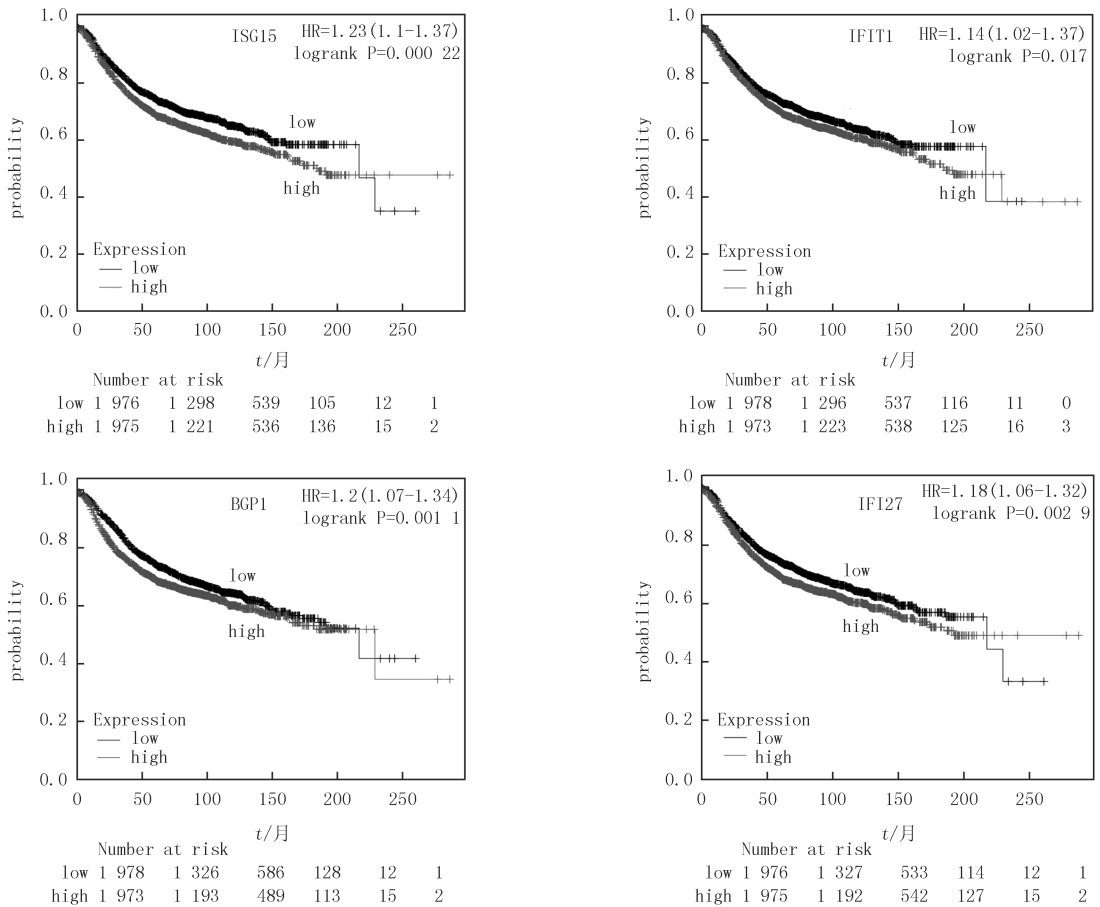 ISG15
HR=1.23(1.1-1.37)
logrank P=0.000 22
probability
1.0
0.8
0.6
0.4
0.2
0.0
low
high
Expression
low
high
0 50 100 150 200 250
t/月
Number at risk
low 1 976 1 298 539 105 12 1
high 1 975 1 221 536 136 15 2
IFIT1
HR=1.14(1.02-1.37)
logrank P=0.017
probability
1.0
0.8
0.6
0.4
0.2
0.0
low
high
Expression
low
high
0 50 100 150 200 250
t/月
Number at risk
low 1 978 1 296 537 116 11 0
high 1 973 1 223 538 125 16 3
BGP1
HR=1.2(1.07-1.34)
logrank P=0.001 1
probability
1.0
0.8
0.6
0.4
0.2
0.0
low
high
Expression
low
high
0 50 100 150 200 250
t/月
Number at risk
low 1 978 1 326 586 128 12 1
high 1 973 1 193 489 113 15 2
IFI27
HR=1.18(1.06-1.32)
logrank P=0.002 9
probability
1.0
0.8
0.6
0.4
0.2
0.0
low
high
Expression
low
high
0 50 100 150 200 250
t/月
Number at risk
low 1 976 1 327 533 114 12 1
high 1 975 1 192 542 127 15 2